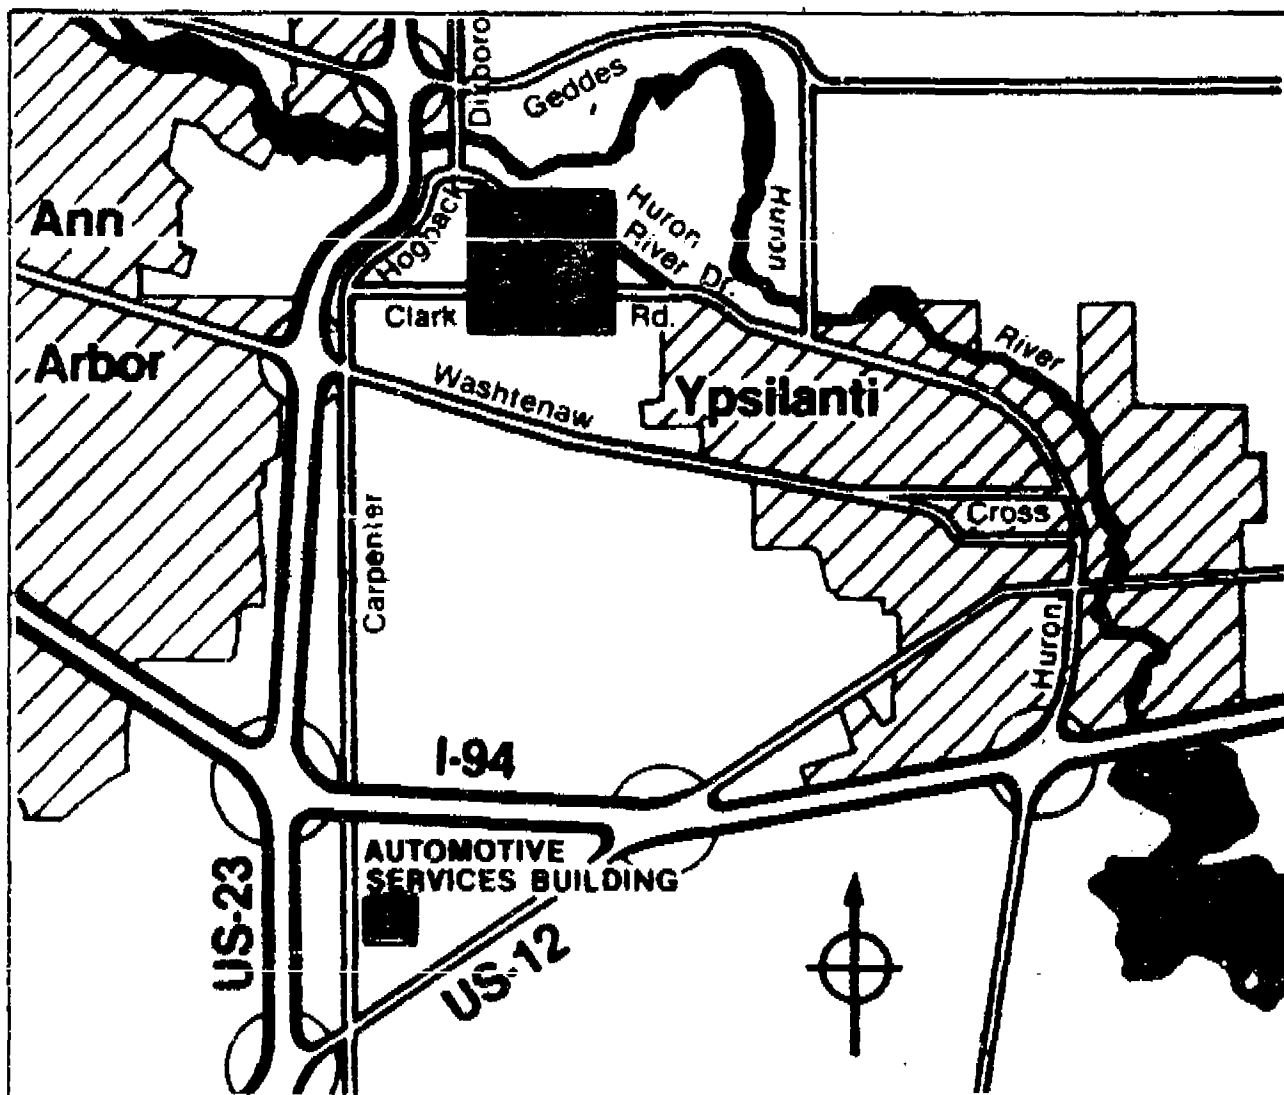 Dixboro
Geddes
Ann
Hogback
Huron
River
Dr.
Huron
Clark
Rd.
River
Arbor
Washtenaw
Ypsilanti
Cross
Carpenter
Huron
I-94
AUTOMOTIVE
SERVICES BUILDING
US-23
US-12